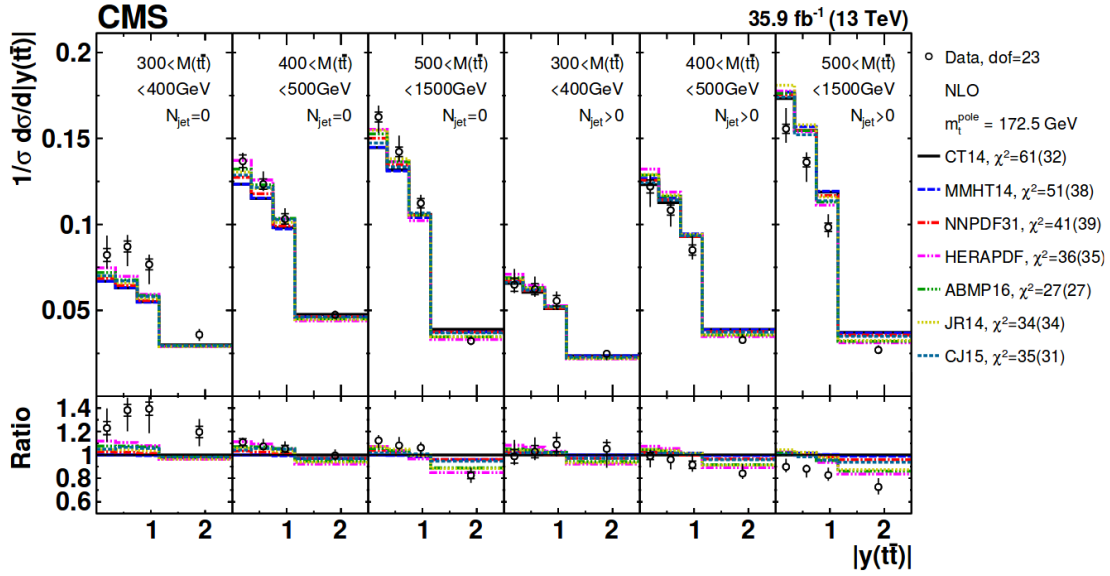 CMS
35.9 fb⁻¹ (13 TeV)
1/σ dσ/d|y(tt̄)|
0.2
0.15
0.1
0.05
300<M(tt̄)
<400GeV
N_jet=0
400<M(tt̄)
<500GeV
N_jet=0
500<M(tt̄)
<1500GeV
N_jet=0
300<M(tt̄)
<400GeV
N_jet>0
400<M(tt̄)
<500GeV
N_jet>0
500<M(tt̄)
<1500GeV
N_jet>0
Data, dof=23
NLO
m_t^pole = 172.5 GeV
CT14, χ²=61(32)
MMHT14, χ²=51(38)
NNPDF31, χ²=41(39)
HERAPDF, χ²=36(35)
ABMP16, χ²=27(27)
JR14, χ²=34(34)
CJ15, χ²=35(31)
Ratio
1.4
1.2
1
0.8
0.6
1 2 1 2 1 2 1 2 1 2 1 2
|y(tt̄)|